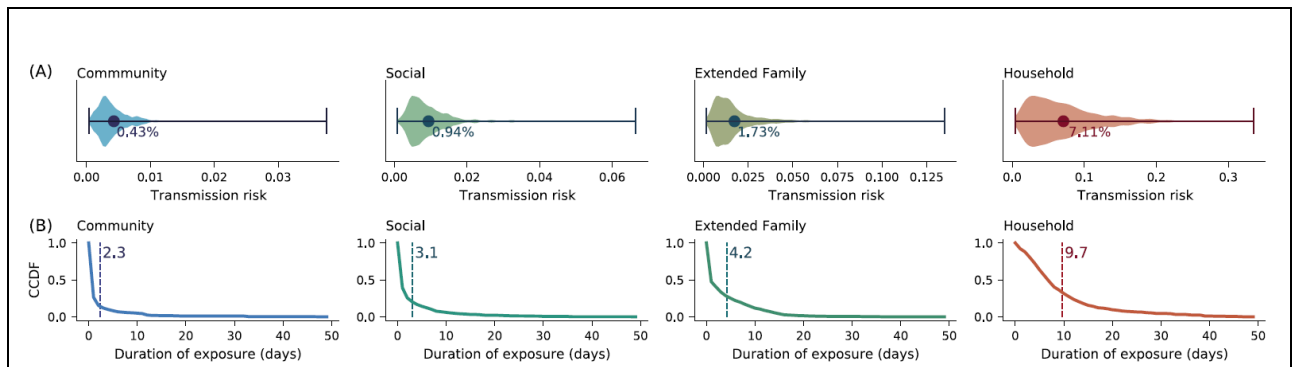 (A)
Commmunity
Social
Extended Family
Household
0.43%
0.94%
1.73%
7.11%
0.00 0.01 0.02 0.03
0.00 0.02 0.04 0.06
0.000 0.025 0.050 0.075 0.100 0.125
0.0 0.1 0.2 0.3
Transmission risk
Transmission risk
Transmission risk
Transmission risk
(B)
Community
Social
Extended Family
Household
CCDF
1.0
0.5
0.0
2.3
0 10 20 30 40 50
1.0
0.5
0.0
3.1
0 10 20 30 40 50
1.0
0.5
0.0
4.2
0 10 20 30 40 50
1.0
0.5
0.0
9.7
0 10 20 30 40 50
Duration of exposure (days)
Duration of exposure (days)
Duration of exposure (days)
Duration of exposure (days)